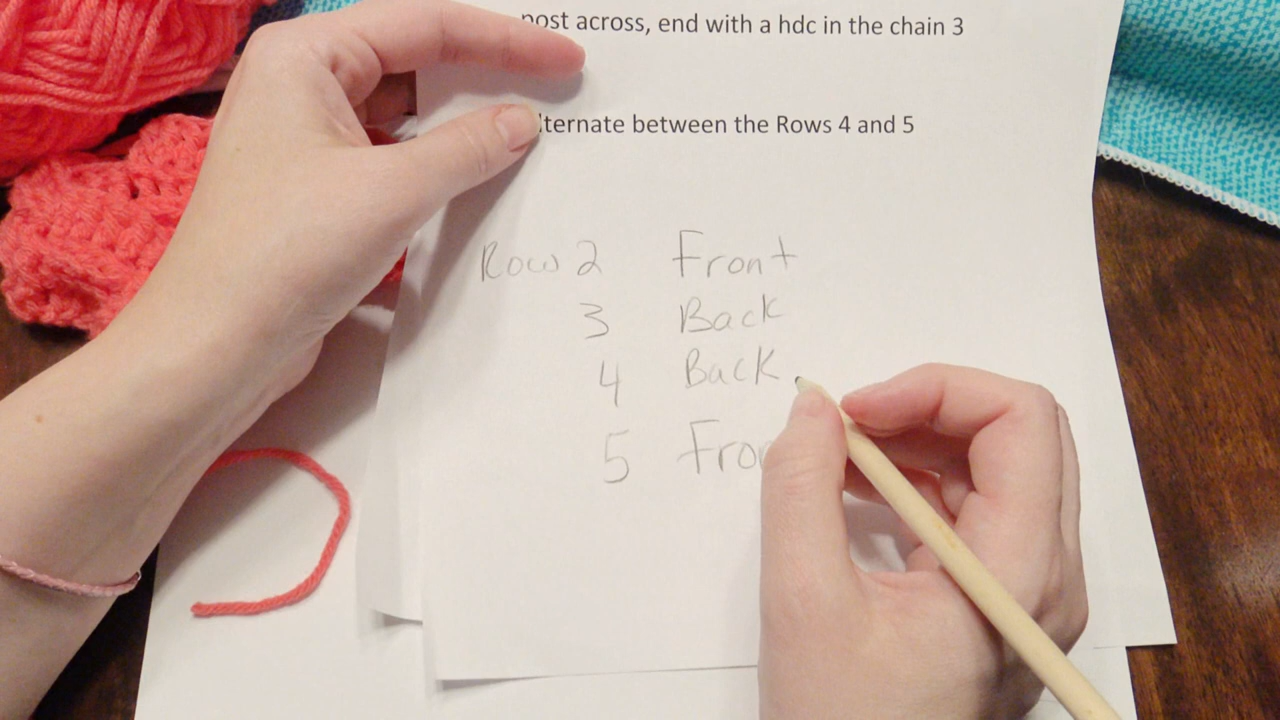 post across, end with a hdc in the chain 3
lternate between the Rows 4 and 5
Row 2 Front
3 Back
4 Back
5 Fro